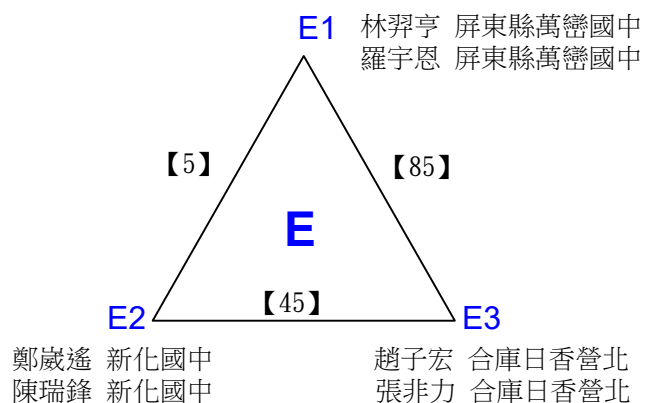 E1 林羿亨 屏東縣萬巒國中
羅宇恩 屏東縣萬巒國中
【5】 【85】
E
【45】
E2 E3
鄭崴遙 新化國中 趙子宏 合庫日香營北
陳瑞鋒 新化國中 張非力 合庫日香營北